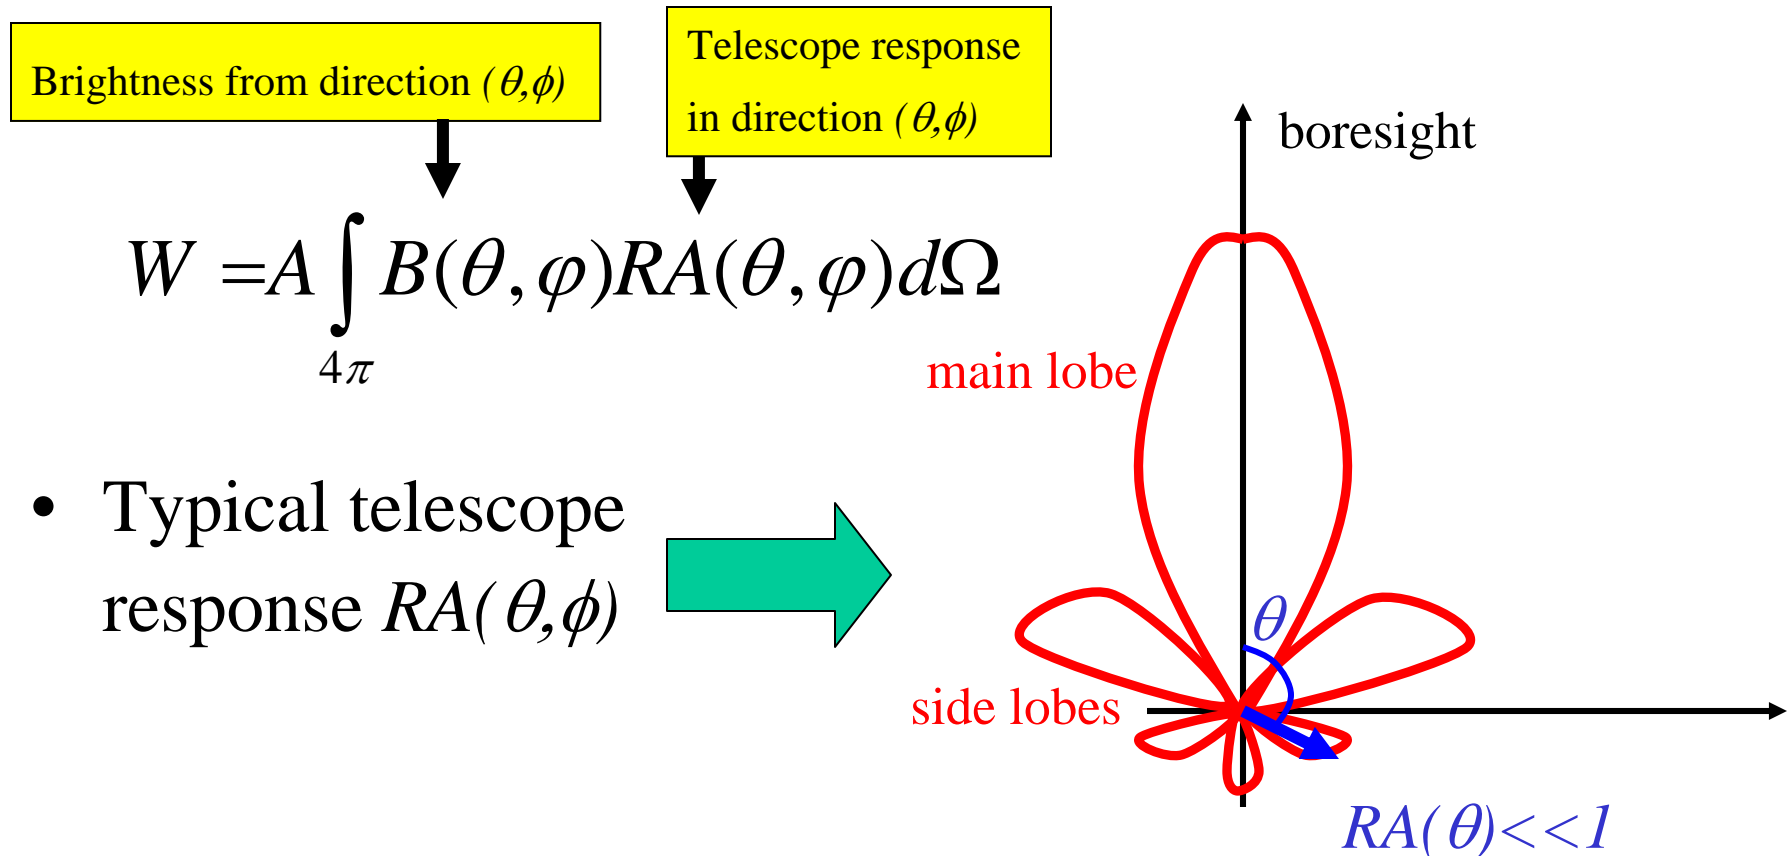 Brightness from direction (θ,ϕ)
Telescope response
in direction (θ,ϕ)
boresight
W =A ∫ B(θ,φ)RA(θ,φ)dΩ
4π
main lobe
• Typical telescope
response RA(θ,ϕ)
θ
side lobes
RA(θ)<<1